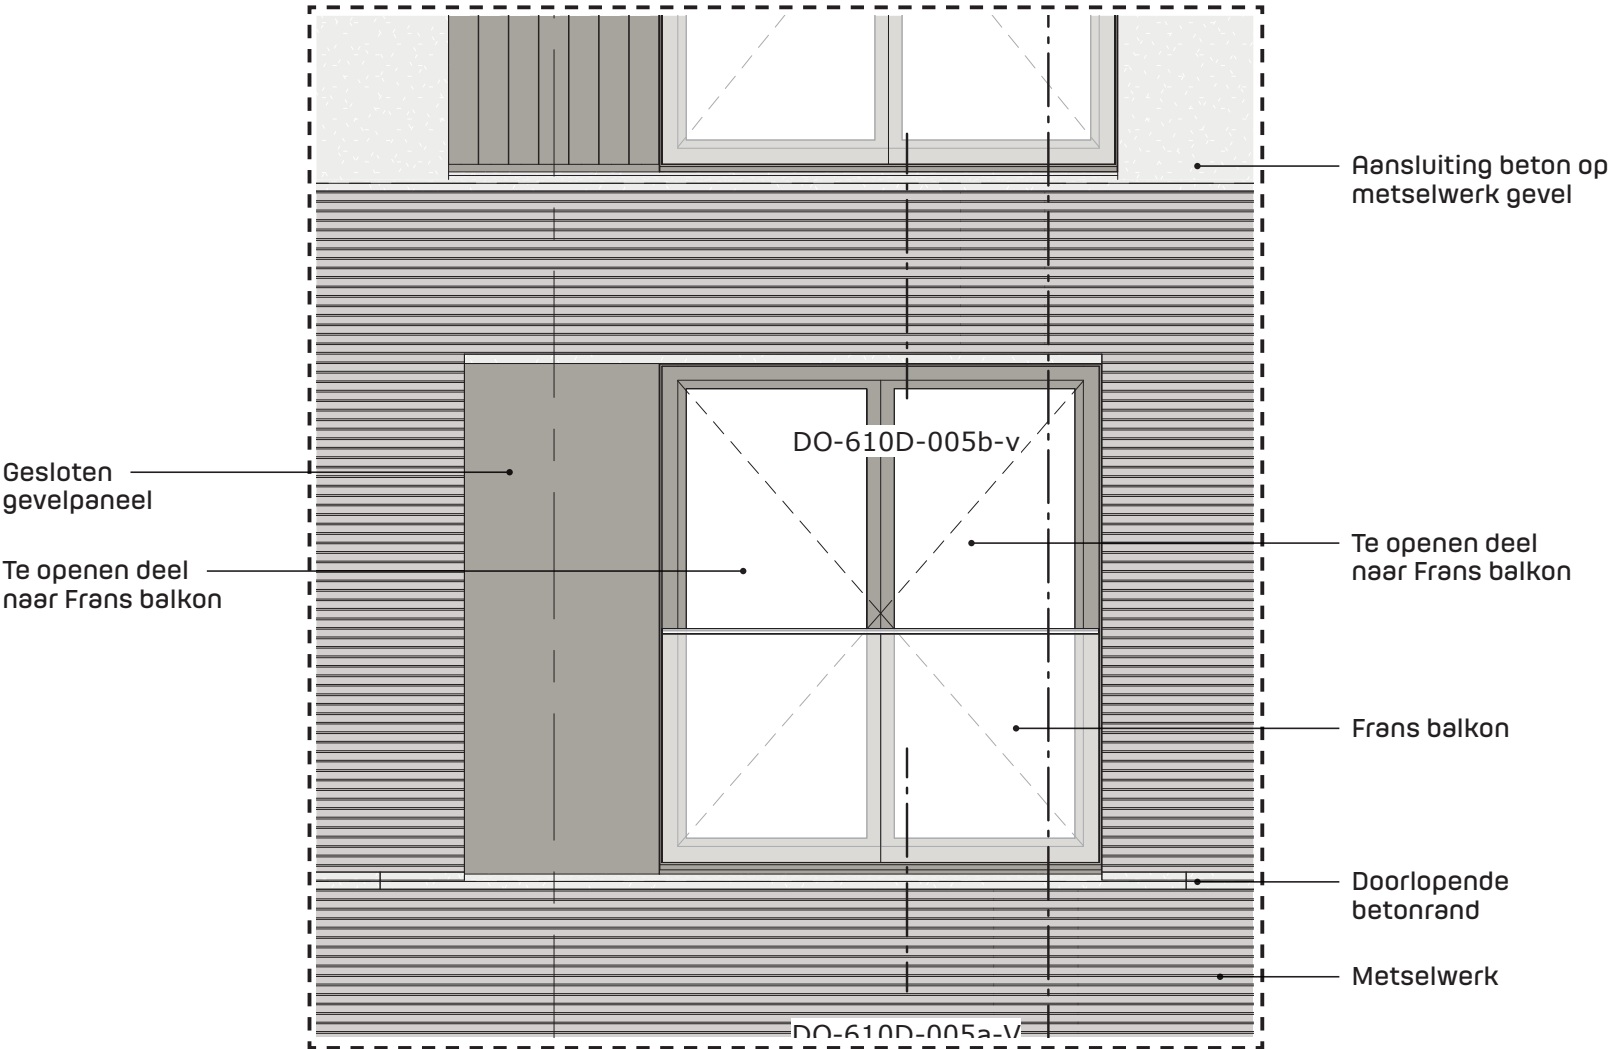 Aansluiting beton op
metselwerk gevel
DO-610D-005b-v
Gesloten
gevelpaneel
Te openen deel
naar Frans balkon
Te openen deel
naar Frans balkon
Frans balkon
Doorlopende
betonrand
Metselwerk
DO-610D-005a-V